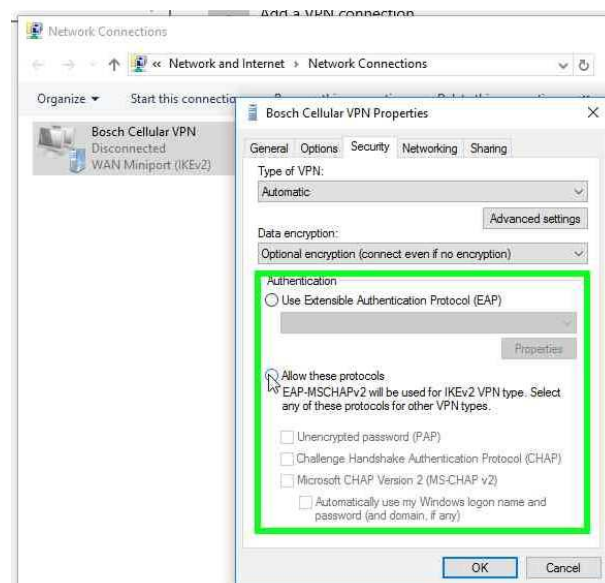 Add a VPN connection
Network Connections
« Network and Internet > Network Connections
Organize Start this connectio
Bosch Cellular VPN
Disconnected
WAN Miniport (IKEv2)
Bosch Cellular VPN Properties
General Options Security Networking Sharing
Type of VPN:
Automatic
Advanced settings
Data encryption:
Optional encryption (connect even if no encryption)
Authentication
Use Extensible Authentication Protocol (EAP)
Properties
Allow these protocols
EAP-MSCHAPv2 will be used for IKEv2 VPN type. Select
any of these protocols for other VPN types.
Unencrypted password (PAP)
Challenge Handshake Authentication Protocol (CHAP)
Microsoft CHAP Version 2 (MS-CHAP v2)
Automatically use my Windows logon name and
password (and domain, if any)
OK Cancel